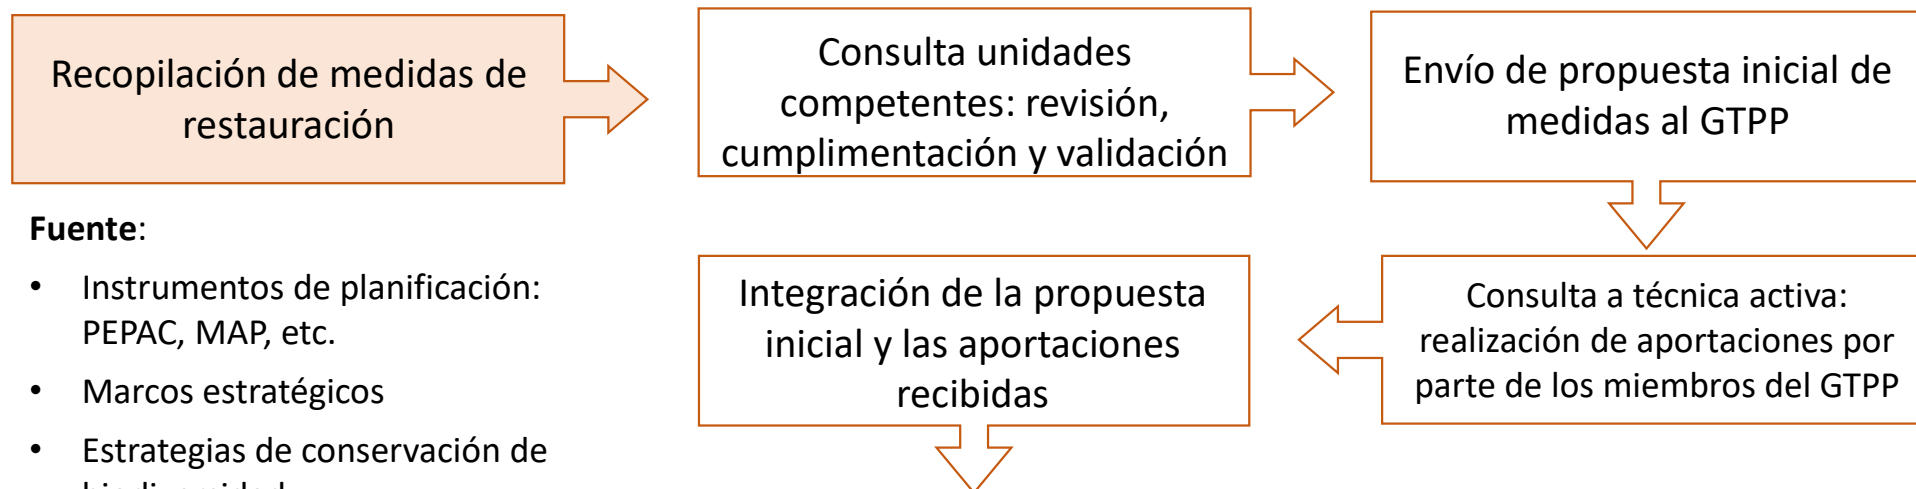 Recopilación de medidas de
restauración
Consulta unidades
competentes: revisión,
cumplimentación y validación
Envío de propuesta inicial de
medidas al GTPP
Fuente:
• Instrumentos de planificación:
PEPAC, MAP, etc.
• Marcos estratégicos
• Estrategias de conservación de
Integración de la propuesta
inicial y las aportaciones
recibidas
Consulta a técnica activa:
realización de aportaciones por
parte de los miembros del GTPP